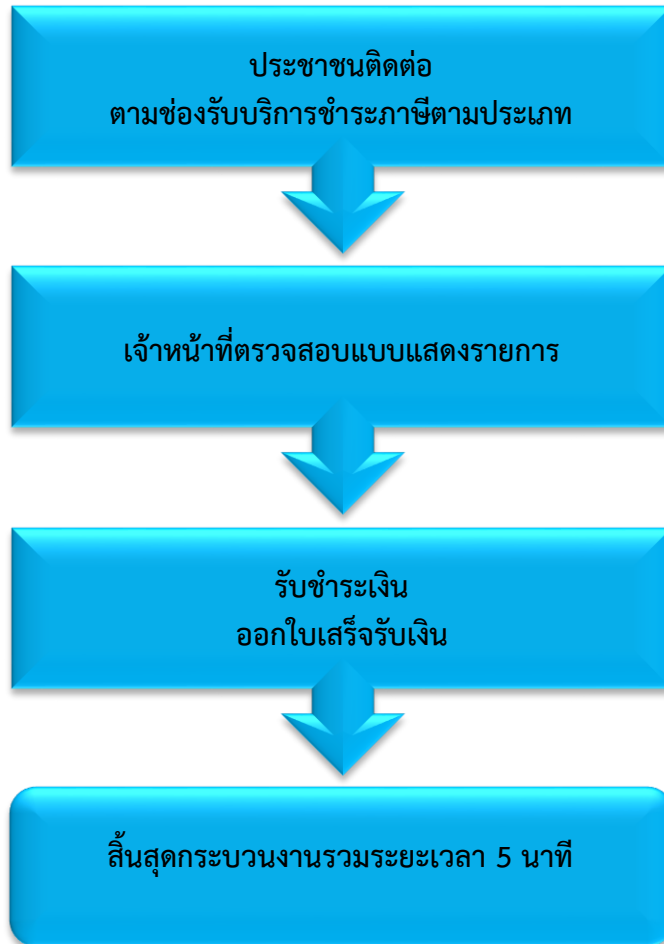 ประชาชนติดต่อ
ตามช่องรับบริการชำระภาษีตามประเภท
เจ้าหน้าที่ตรวจสอบแบบแสดงรายการ
รับชำระเงิน
ออกใบเสร็จรับเงิน
สิ้นสุดกระบวนงานรวมระยะเวลา 5 นาที